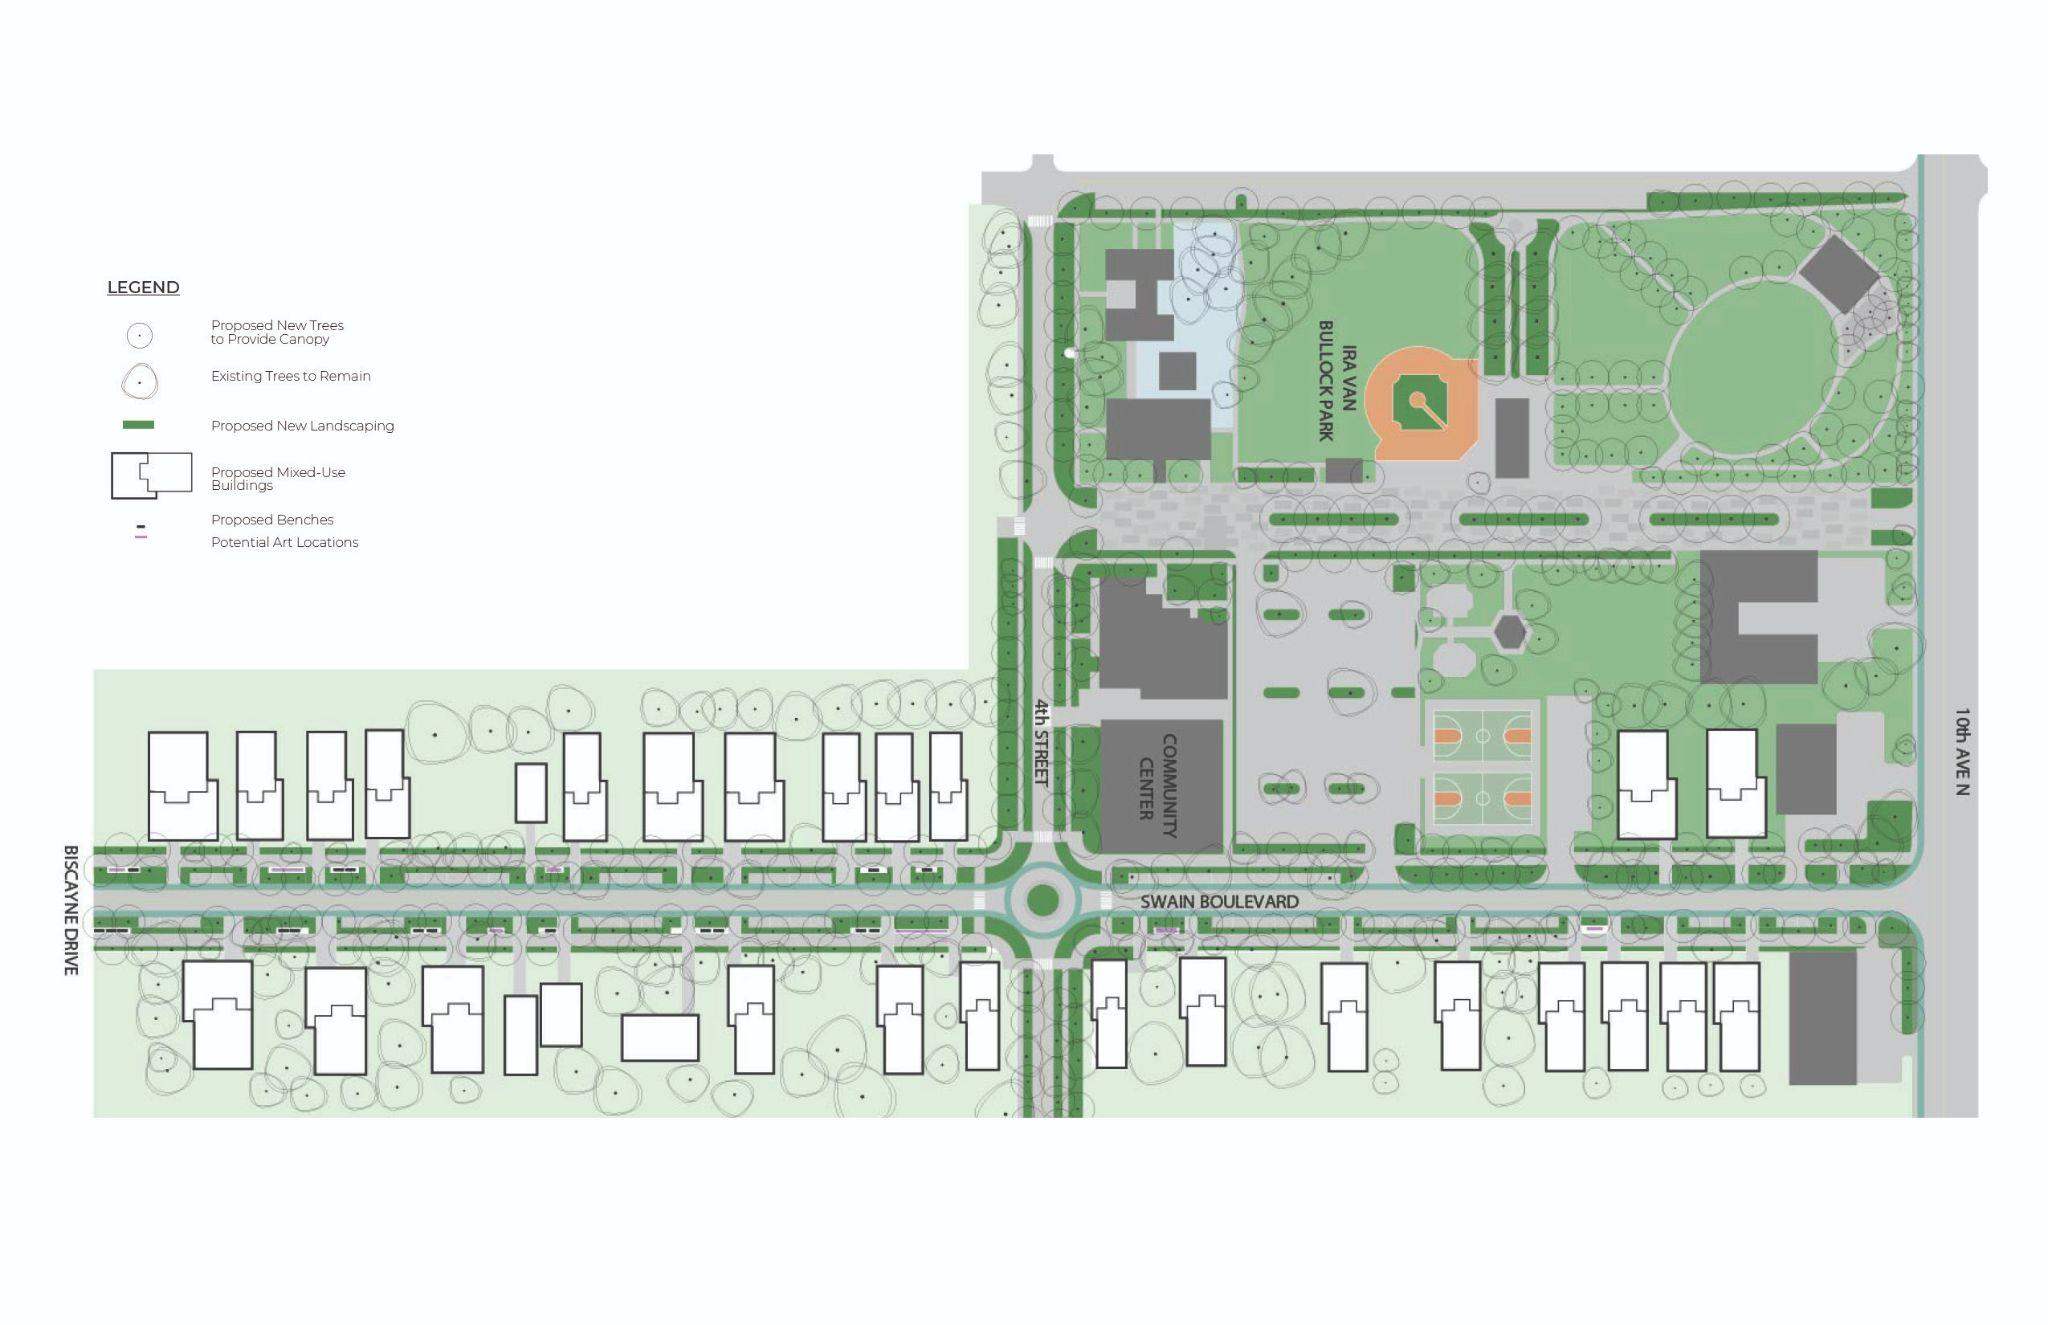 LEGEND
Proposed New Trees
to Provide Canopy
Existing Trees to Remain
Proposed New Landscaping
Proposed Mixed-Use
Buildings
Proposed Benches
Potential Art Locations
IRA VAN
BULLOCK PARK
4th STREET
COMMUNITY
CENTER
10th AVE N
BISCAYNE DRIVE
SWAIN BOULEVARD